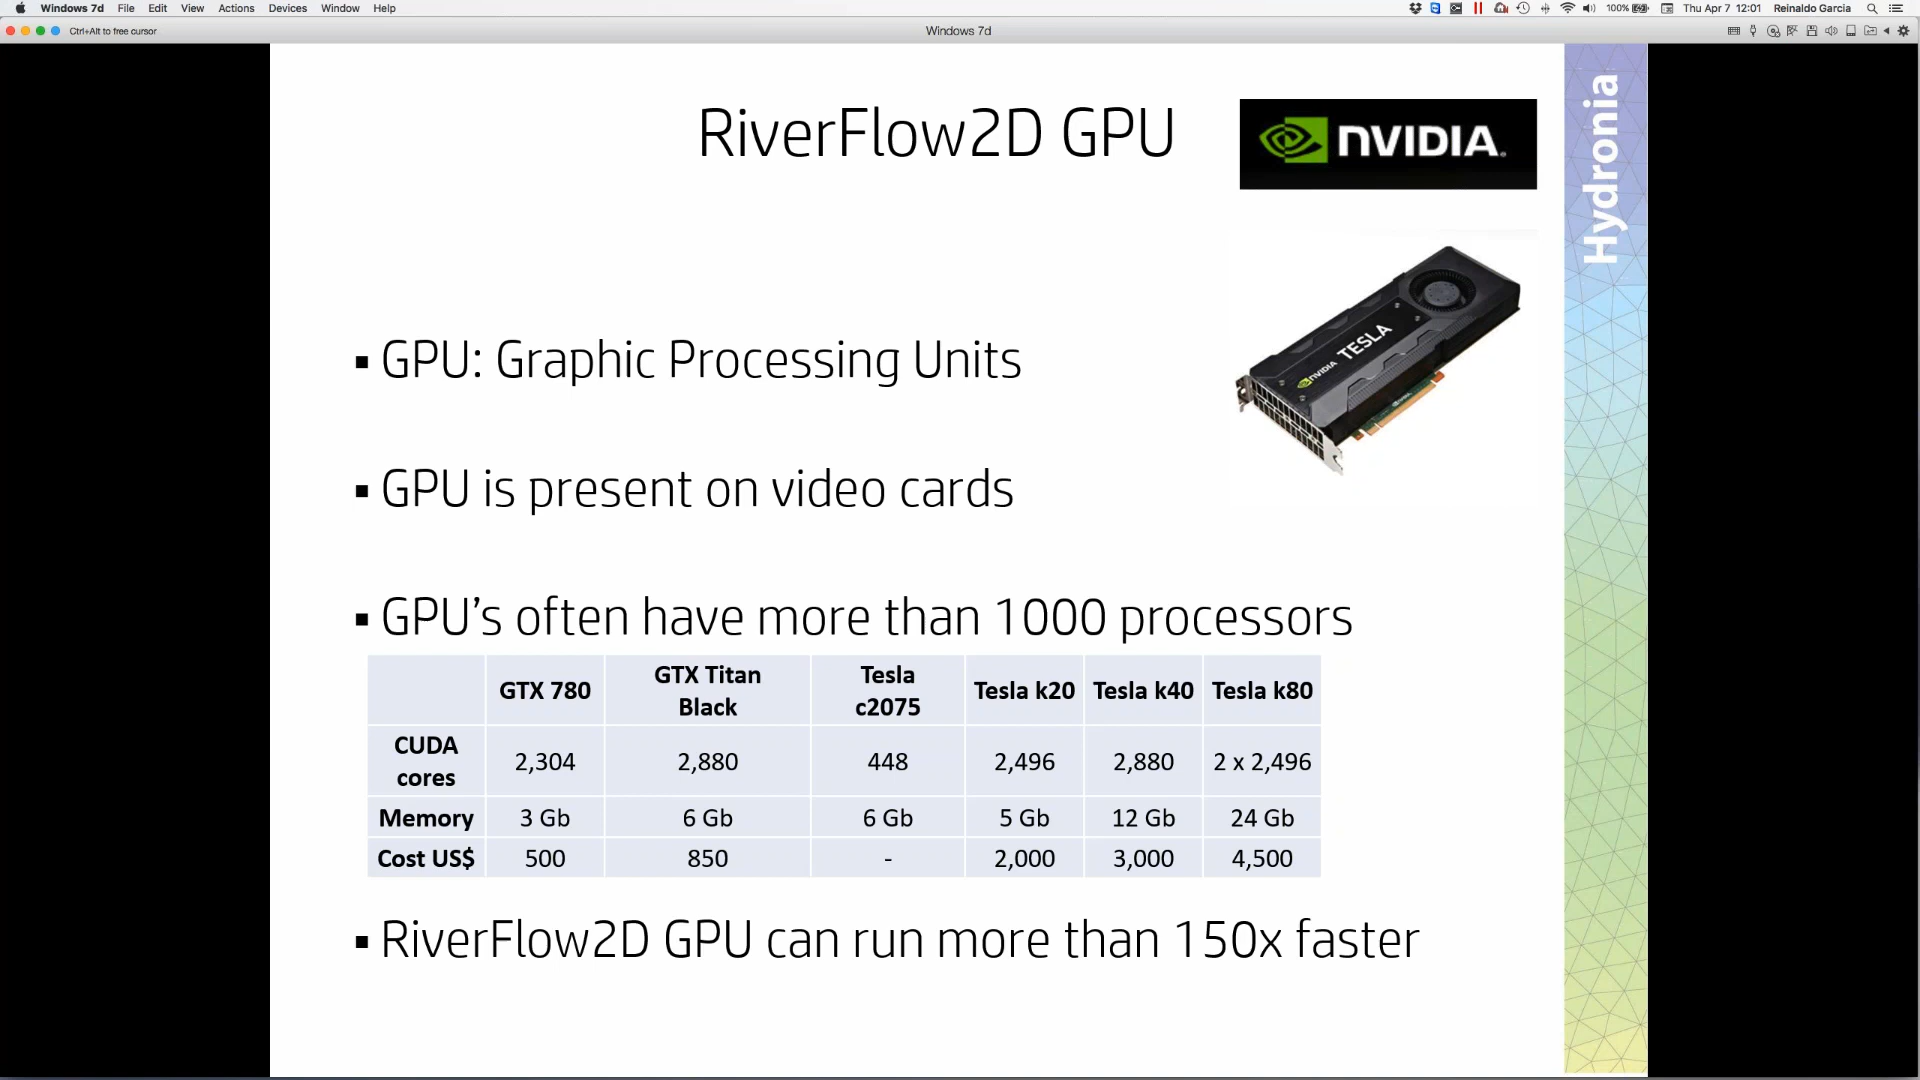 Windows 7d File Edit View Actions Devices Window Help 100% Thu Apr 7 12:01 Reinaldo Garcia
Ctrl+Alt to free cursor Windows 7d
RiverFlow2D GPU
NVIDIA.
Hydronia
NVIDIA TESLA
▪ GPU: Graphic Processing Units
▪ GPU is present on video cards
▪ GPU’s often have more than 1000 processors
GTX 780 GTX Titan Black Tesla c2075 Tesla k20 Tesla k40 Tesla k80
CUDA cores 2,304 2,880 448 2,496 2,880 2 x 2,496
Memory 3 Gb 6 Gb 6 Gb 5 Gb 12 Gb 24 Gb
Cost US$ 500 850 - 2,000 3,000 4,500
▪ RiverFlow2D GPU can run more than 150x faster